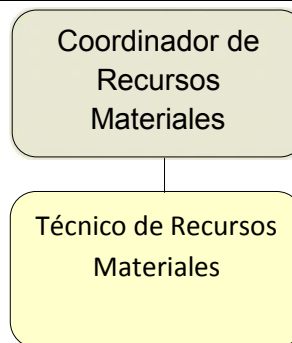 Coordinador de
Recursos
Materiales
Técnico de Recursos
Materiales